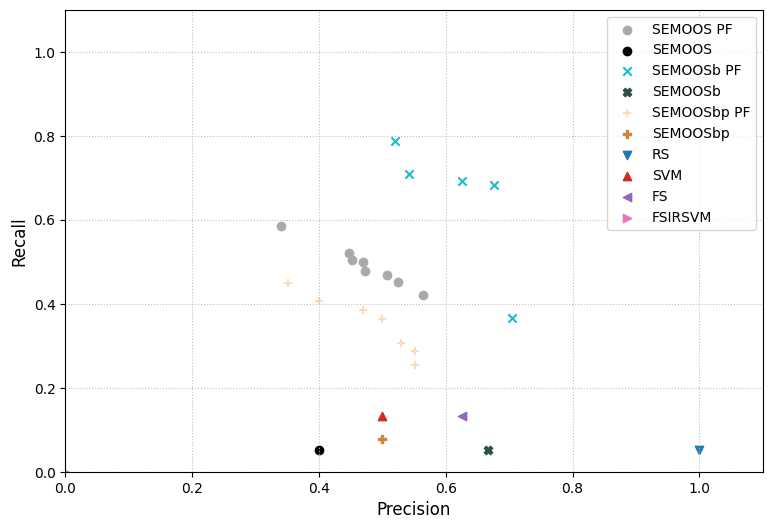 SEMOOS PF
SEMOOS
SEMOOSb PF
SEMOOSb
SEMOOSbp PF
SEMOOSbp
RS
SVM
FS
FSIRSVM
1.0
0.8
0.6
0.4
0.2
0.0
Recall
0.0 0.2 0.4 0.6 0.8 1.0
Precision